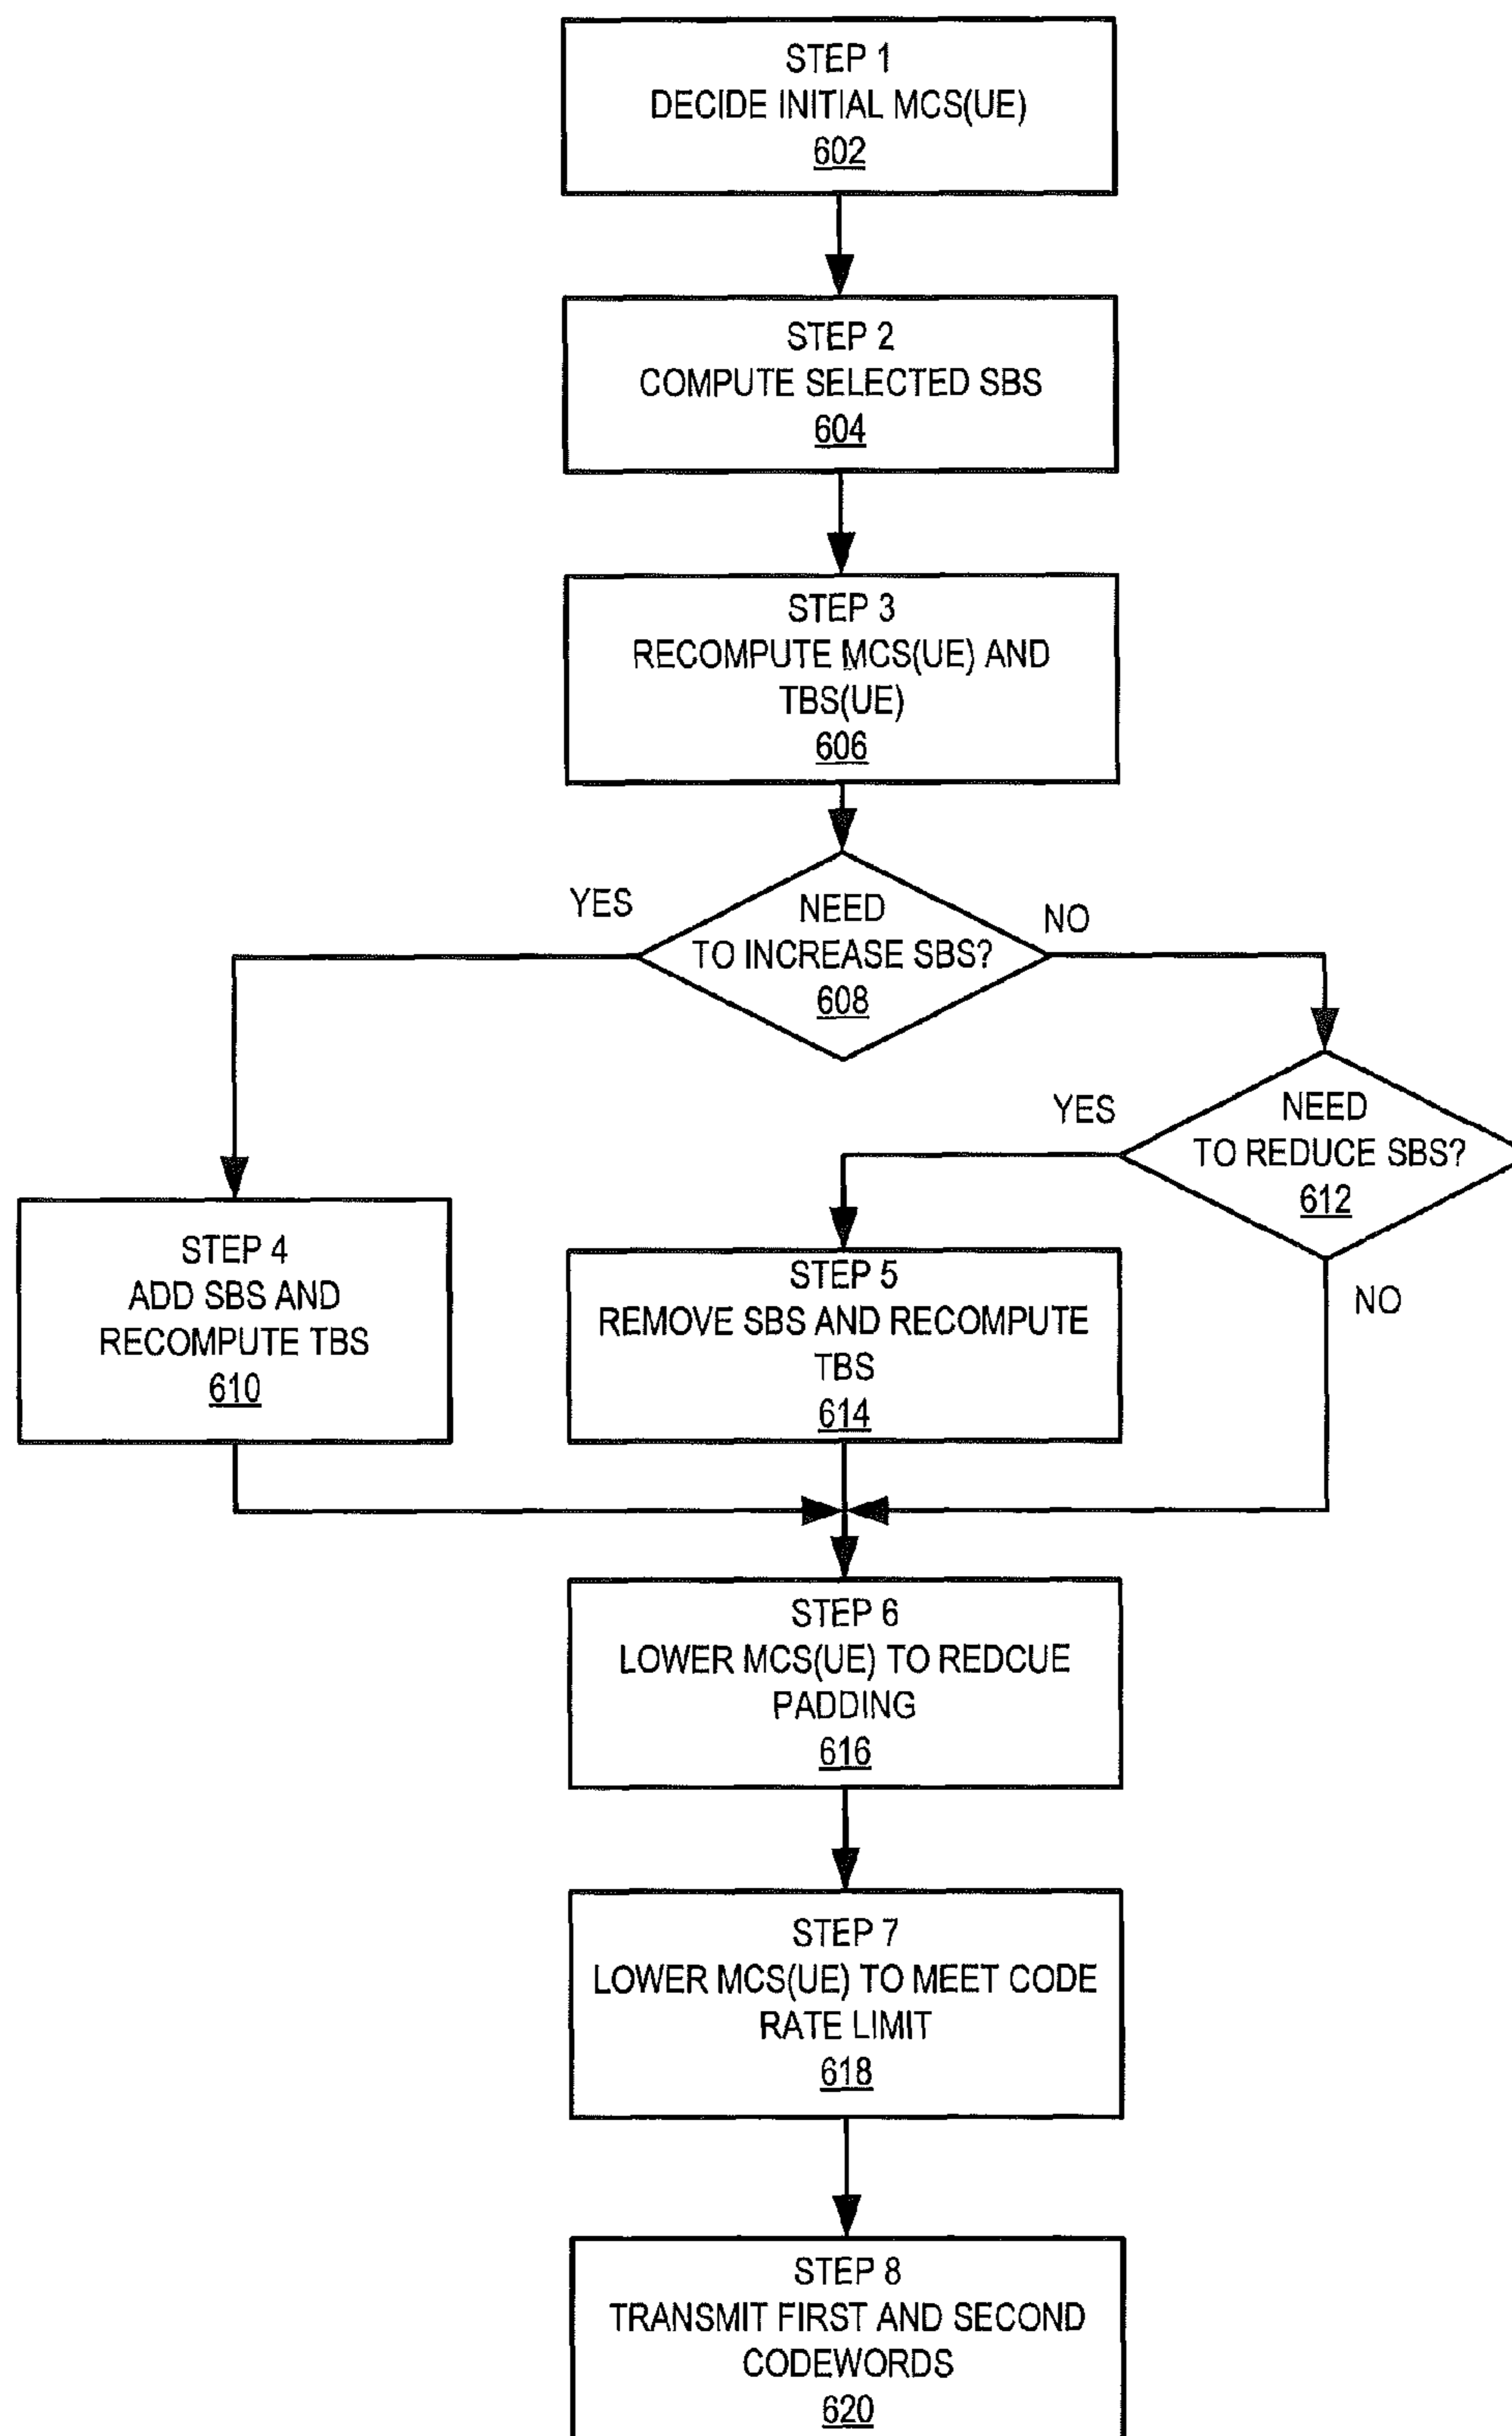 STEP 1
DECIDE INITIAL MCS(UE)
602
STEP 2
COMPUTE SELECTED SBS
604
STEP 3
RECOMPUTE MCS(UE) AND
TBS(UE)
606
YES
NEED
TO INCREASE SBS?
608
NO
YES
NEED
TO REDUCE SBS?
612
NO
STEP 4
ADD SBS AND
RECOMPUTE TBS
610
STEP 5
REMOVE SBS AND RECOMPUTE
TBS
614
STEP 6
LOWER MCS(UE) TO REDCUE
PADDING
616
STEP 7
LOWER MCS(UE) TO MEET CODE
RATE LIMIT
618
STEP 8
TRANSMIT FIRST AND SECOND
CODEWORDS
620